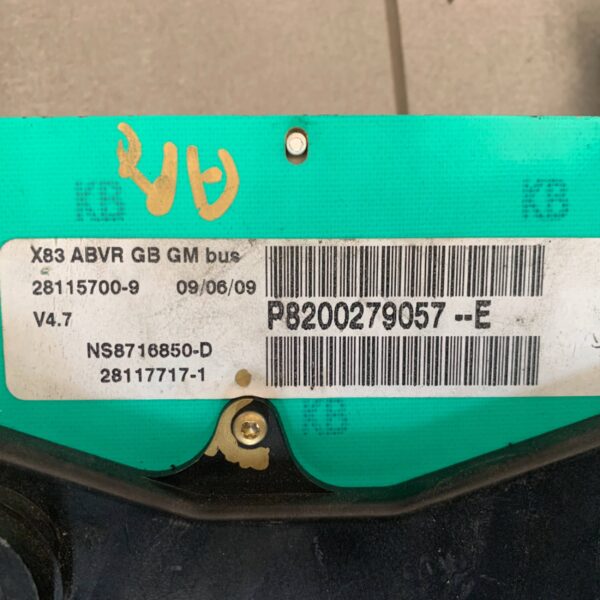 KB KB
X83 ABVR GB GM bus
28115700-9 09/06/09
V4.7
P8200279057 --E
NS8716850-D
28117717-1
KB